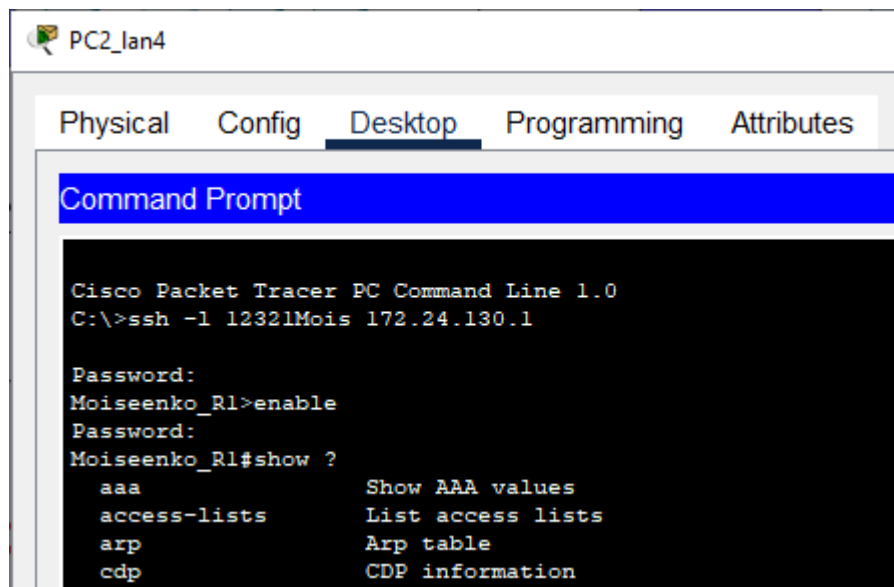 PC2_lan4
Physical Config Desktop Programming Attributes
Command Prompt
Cisco Packet Tracer PC Command Line 1.0
C:\>ssh -l 12321Mois 172.24.130.1
Password:
Moiseenko_R1>enable
Password:
Moiseenko_R1#show ?
aaa Show AAA values
access-lists List access lists
arp Arp table
cdp CDP information